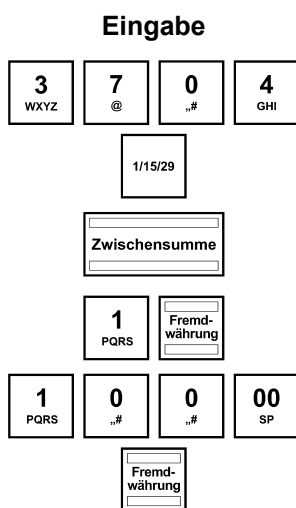 Eingabe
3 7 0 4
WXYZ @ „# GHI
1/15/29
Zwischensumme
1 Fremd-
PQRS währung
1 0 0 00
PQRS „# „# SP
Fremd-
währung